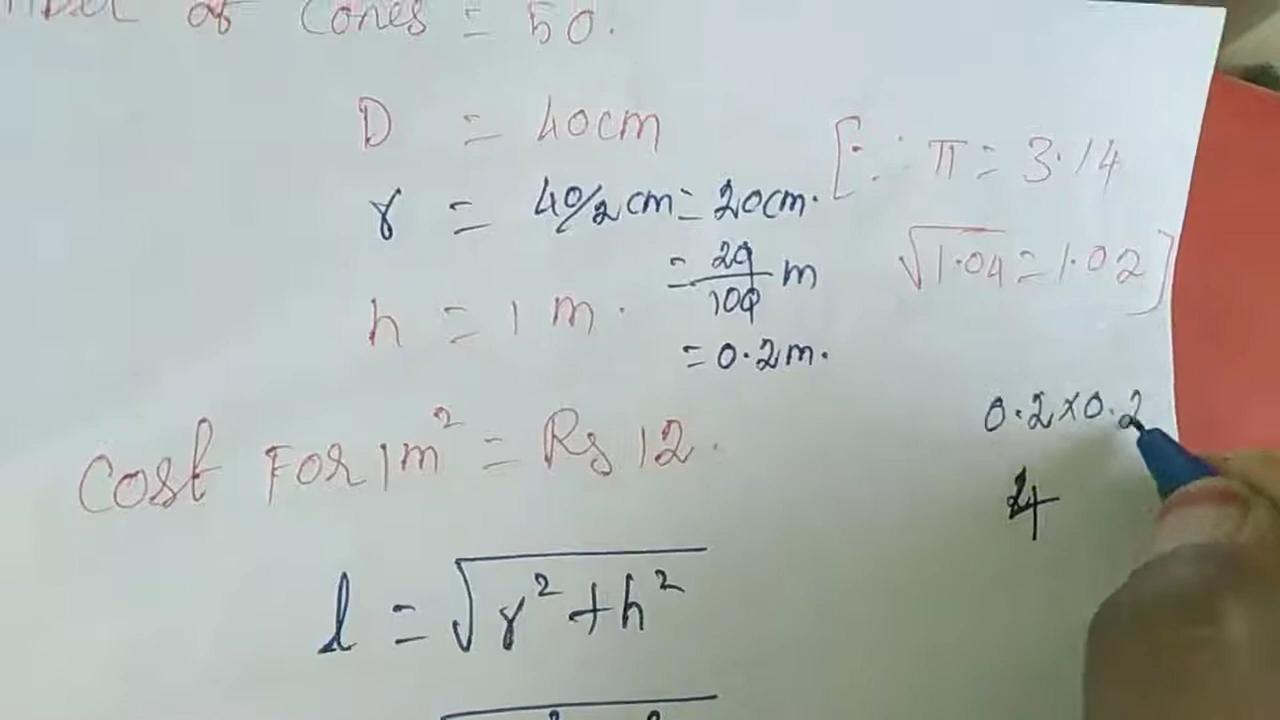 of Cones = 50.
D = 40cm
[∵ π = 3.14
r = 40/2 cm = 20cm.
= 20/100 m
√1.04 = 1.02]
h = 1 m.
= 0.2m.
0.2×0.2
Cost For 1m² = Rs 12.
4
l = √r²+h²